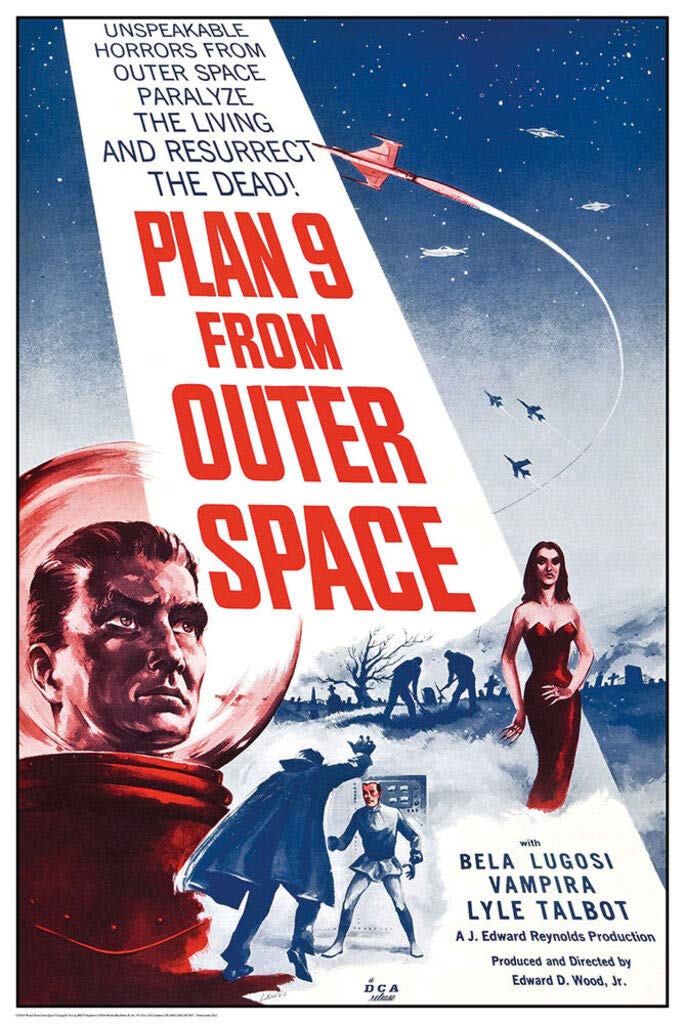 UNSPEAKABLE
HORRORS FROM
OUTER SPACE
PARALYZE
THE LIVING
AND RESURRECT
THE DEAD!
PLAN 9
FROM
OUTER
SPACE
with
BELA LUGOSI
VAMPIRA
LYLE TALBOT
A J. Edward Reynolds Production
Produced and Directed by
Edward D. Wood, Jr.
a
DCA
release